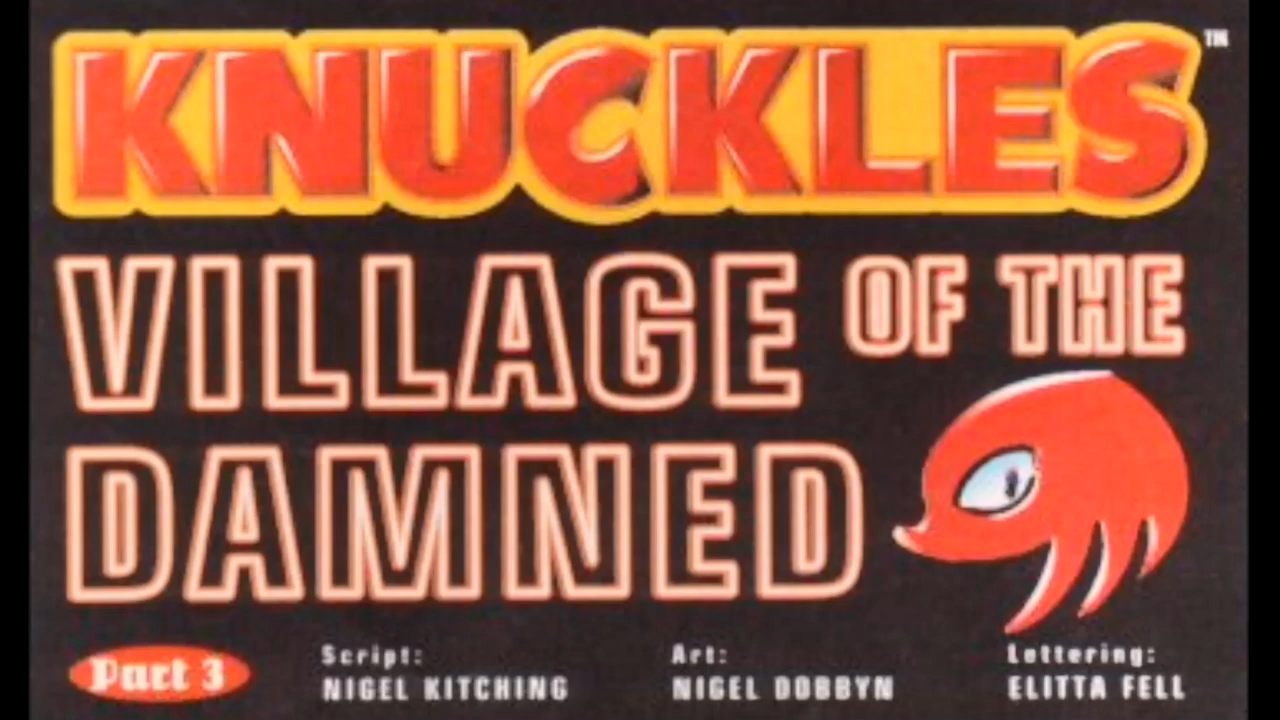 KNUCKLES™
VILLAGE OF THE
DAMNED
Part 3
Script:
NIGEL KITCHING
Art:
NIGEL DOBBYN
Lettering:
ELITTA FELL